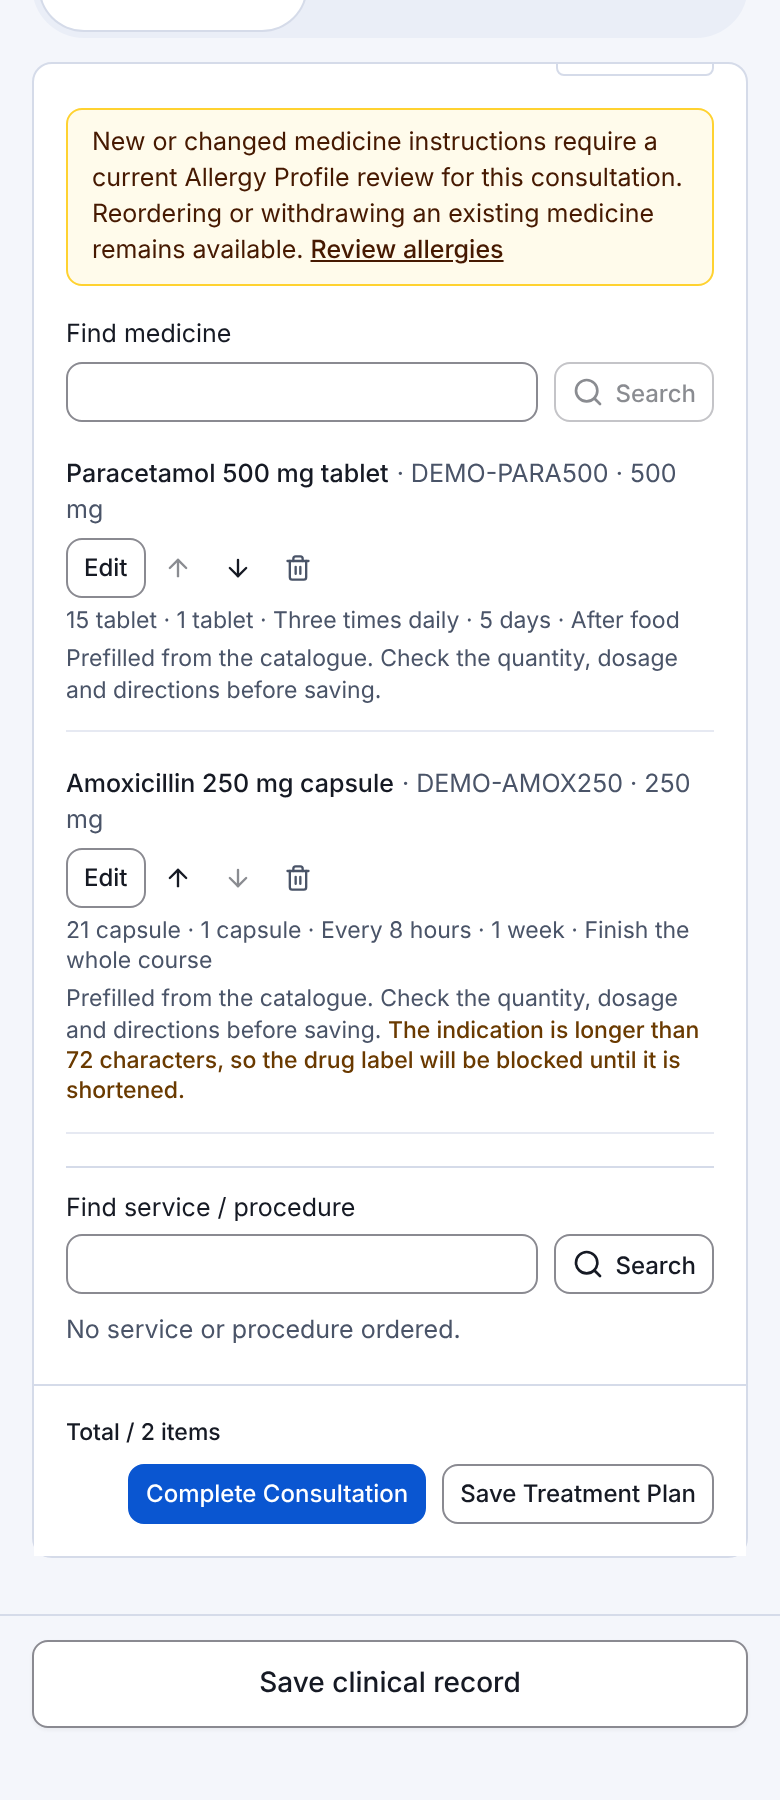 New or changed medicine instructions require a
current Allergy Profile review for this consultation.
Reordering or withdrawing an existing medicine
remains available. Review allergies
Find medicine
Search
Paracetamol 500 mg tablet · DEMO-PARA500 · 500
mg
Edit
15 tablet · 1 tablet · Three times daily · 5 days · After food
Prefilled from the catalogue. Check the quantity, dosage
and directions before saving.
Amoxicillin 250 mg capsule · DEMO-AMOX250 · 250
mg
Edit
21 capsule · 1 capsule · Every 8 hours · 1 week · Finish the
whole course
Prefilled from the catalogue. Check the quantity, dosage
and directions before saving. The indication is longer than
72 characters, so the drug label will be blocked until it is
shortened.
Find service / procedure
Search
No service or procedure ordered.
Total / 2 items
Complete Consultation Save Treatment Plan
Save clinical record